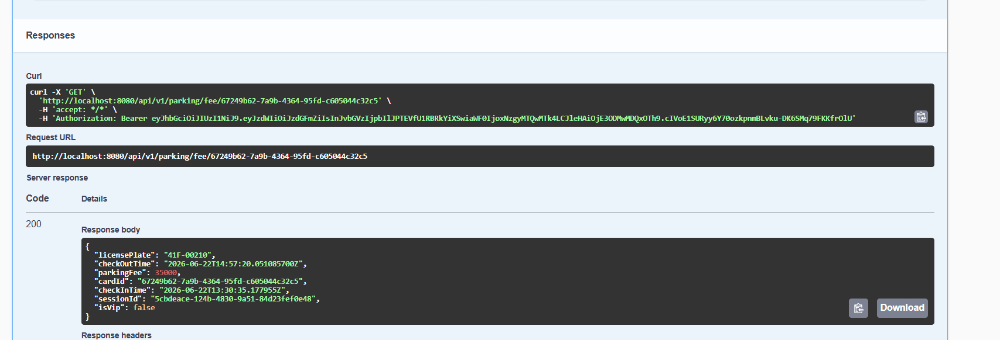 Responses
Curl
curl -X 'GET' \
'http://localhost:8080/api/v1/parking/fee/67249b62-7a9b-4364-95fd-c605044c32c5' \
-H 'accept: */*' \
-H 'Authorization: Bearer eyJhbGciOiJIUzI1NiJ9.eyJzdWIiOiJzdGFmZiIsInJvbGVzIjpbIlJPTEVfU1RBRkYiXSwiaWF0IjoxNzgyMTQwMTk4LCJleHAiOjE3ODMwMDQxOTh9.cIVoE1SURyy6Y70ozkpnmBLvku-DK6SMq79FKKfrOlU'
Request URL
http://localhost:8080/api/v1/parking/fee/67249b62-7a9b-4364-95fd-c605044c32c5
Server response
Code Details
200
Response body
{
"licensePlate": "41F-00210",
"checkOutTime": "2026-06-22T14:57:20.051085700Z",
"parkingFee": 35000,
"cardId": "67249b62-7a9b-4364-95fd-c605044c32c5",
"checkInTime": "2026-06-22T13:30:35.177955Z",
"sessionId": "5cbdeace-124b-4830-9a51-84d23fef0e48",
"isVip": false
}
Download
Response headers